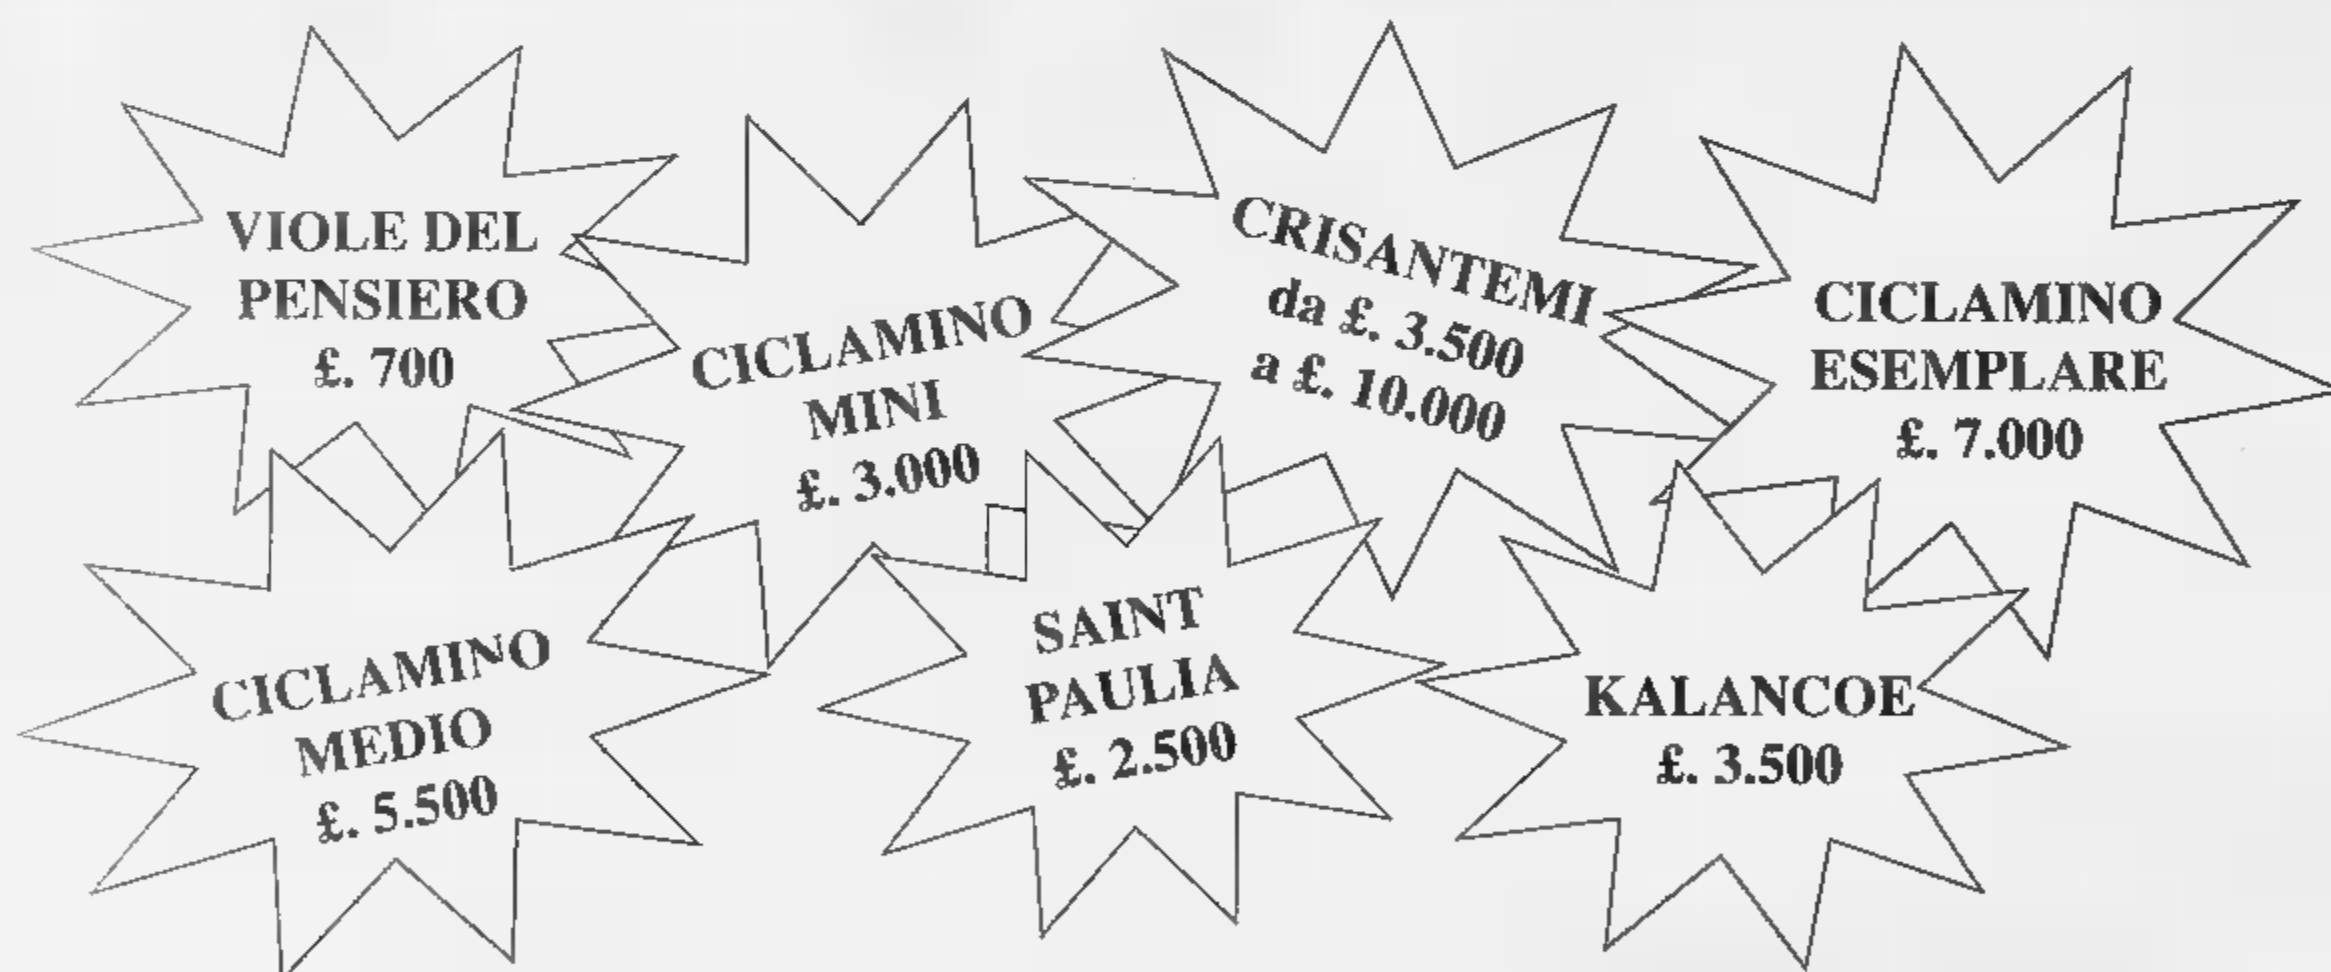 VIOLE DEL
PENSIERO
£. 700
CICLAMINO
MINI
£. 3.000
CRISANTEMI
da £. 3.500
a £. 10.000
CICLAMINO
ESEMPLARE
£. 7.000
CICLAMINO
MEDIO
£. 5.500
SAINT
PAULIA
£. 2.500
KALANCOE
£. 3.500